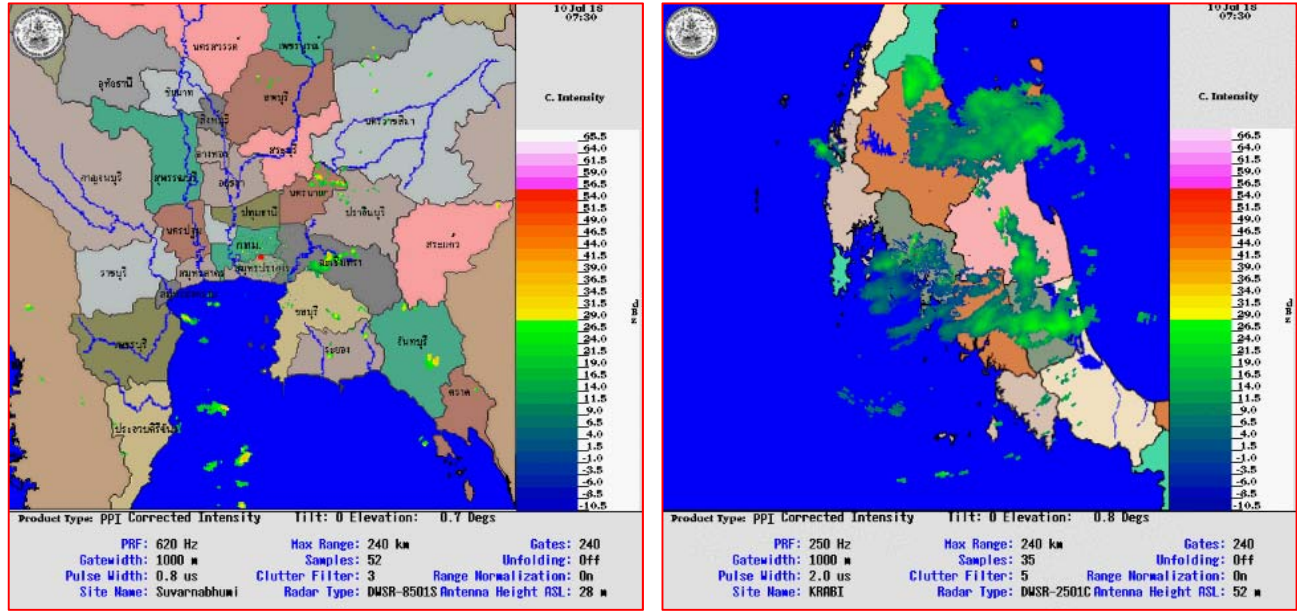 10 Jul 18
07:30
C. Intensity
65.5
64.0
61.5
59.0
56.5
54.0
51.5
49.0
46.5
44.0
41.5
39.0
36.5
34.0
31.5
29.0
26.5
24.0
21.5
19.0
16.5
14.0
11.5
9.0
6.5
4.0
1.5
-1.0
-3.5
-6.0
-8.5
-10.5
นครสวรรค์
เพชรบูรณ์
อุทัยธานี
ชัยนาท
ลพบุรี
สิงห์บุรี
นครราชสีมา
อ่างทอง
สระบุรี
กาญจนบุรี
สุพรรณบุรี
อยุธยา
นครนายก
ปราจีนบุรี
ปทุมธานี
นครปฐม
กทม.
สระแก้ว
ราชบุรี
สมุทรสาคร
สมุทรปราการ
ฉะเชิงเทรา
ชลบุรี
เพชรบุรี
ระยอง
จันทบุรี
ตราด
ประจวบคีรีขันธ์
Product Type: PPI Corrected Intensity Tilt: 0 Elevation: 0.7 Degs
PRF: 620 Hz Max Range: 240 km Gates: 240
Gatewidth: 1000 m Samples: 52 Unfolding: Off
Pulse Width: 0.8 us Clutter Filter: 3 Range Normalization: On
Site Name: Suvarnabhumi Radar Type: DWSR-8501S Antenna Height ASL: 28 m
10 Jul 18
07:30
C. Intensity
66.5
64.0
61.5
59.0
56.5
54.0
51.5
49.0
46.5
44.0
41.5
39.0
36.5
34.0
31.5
29.0
26.5
24.0
21.5
19.0
16.5
14.0
11.5
9.0
6.5
4.0
1.5
-1.0
-3.5
-6.0
-8.5
-10.5
Product Type: PPI Corrected Intensity Tilt: 0 Elevation: 0.8 Degs
PRF: 250 Hz Max Range: 240 km Gates: 240
Gatewidth: 1000 m Samples: 35 Unfolding: Off
Pulse Width: 2.0 us Clutter Filter: 5 Range Normalization: On
Site Name: KRABI Radar Type: DWSR-2501C Antenna Height ASL: 52 m